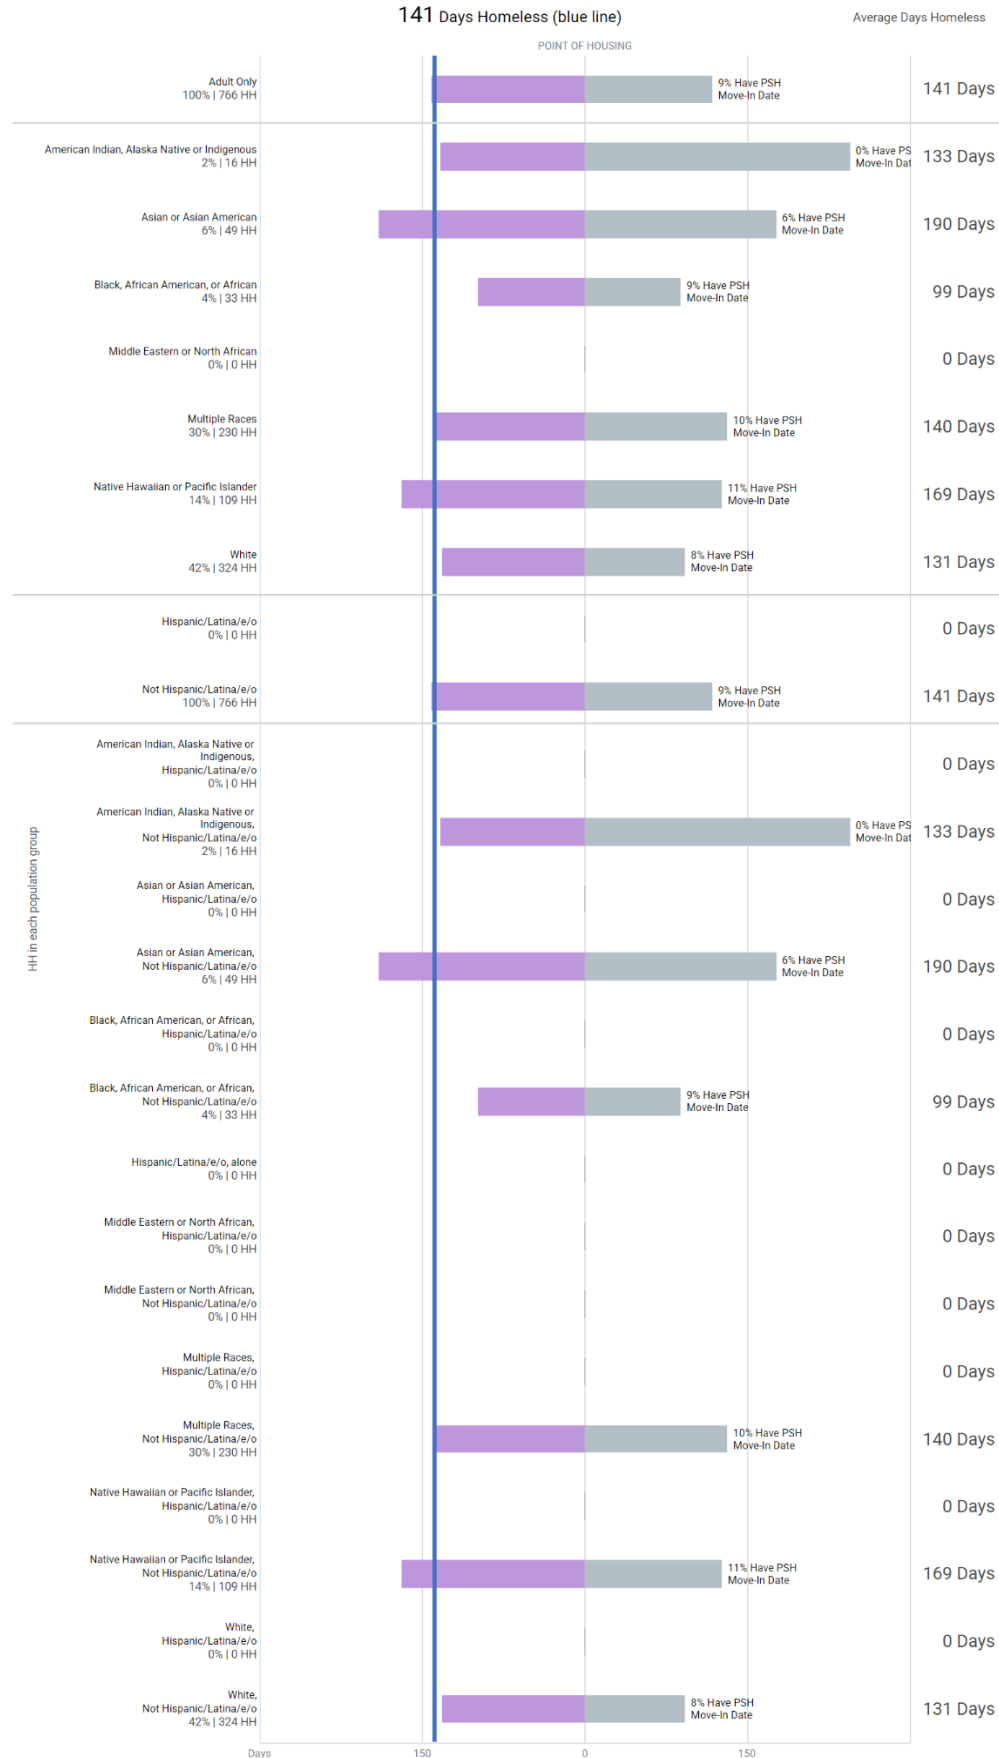 141 Days Homeless (blue line)
Average Days Homeless
POINT OF HOUSING
Adult Only
100% | 766 HH
9% Have PSH
Move-In Date
141 Days
American Indian, Alaska Native or Indigenous
2% | 16 HH
0% Have PS
Move-In Dat
133 Days
Asian or Asian American
6% | 49 HH
6% Have PSH
Move-In Date
190 Days
Black, African American, or African
4% | 33 HH
9% Have PSH
Move-In Date
99 Days
Middle Eastern or North African
0% | 0 HH
0 Days
Multiple Races
30% | 230 HH
10% Have PSH
Move-In Date
140 Days
Native Hawaiian or Pacific Islander
14% | 109 HH
11% Have PSH
Move-In Date
169 Days
White
42% | 324 HH
8% Have PSH
Move-In Date
131 Days
Hispanic/Latina/e/o
0% | 0 HH
0 Days
Not Hispanic/Latina/e/o
100% | 766 HH
9% Have PSH
Move-In Date
141 Days
HH in each population group
American Indian, Alaska Native or
Indigenous,
Hispanic/Latina/e/o
0% | 0 HH
0 Days
American Indian, Alaska Native or
Indigenous,
Not Hispanic/Latina/e/o
2% | 16 HH
0% Have PS
Move-In Dat
133 Days
Asian or Asian American,
Hispanic/Latina/e/o
0% | 0 HH
0 Days
Asian or Asian American,
Not Hispanic/Latina/e/o
6% | 49 HH
6% Have PSH
Move-In Date
190 Days
Black, African American, or African,
Hispanic/Latina/e/o
0% | 0 HH
0 Days
Black, African American, or African,
Not Hispanic/Latina/e/o
4% | 33 HH
9% Have PSH
Move-In Date
99 Days
Hispanic/Latina/e/o, alone
0% | 0 HH
0 Days
Middle Eastern or North African,
Hispanic/Latina/e/o
0% | 0 HH
0 Days
Middle Eastern or North African,
Not Hispanic/Latina/e/o
0% | 0 HH
0 Days
Multiple Races,
Hispanic/Latina/e/o
0% | 0 HH
0 Days
Multiple Races,
Not Hispanic/Latina/e/o
30% | 230 HH
10% Have PSH
Move-In Date
140 Days
Native Hawaiian or Pacific Islander,
Hispanic/Latina/e/o
0% | 0 HH
0 Days
Native Hawaiian or Pacific Islander,
Not Hispanic/Latina/e/o
14% | 109 HH
11% Have PSH
Move-In Date
169 Days
White,
Hispanic/Latina/e/o
0% | 0 HH
0 Days
White,
Not Hispanic/Latina/e/o
42% | 324 HH
8% Have PSH
Move-In Date
131 Days
Days 150 0 150